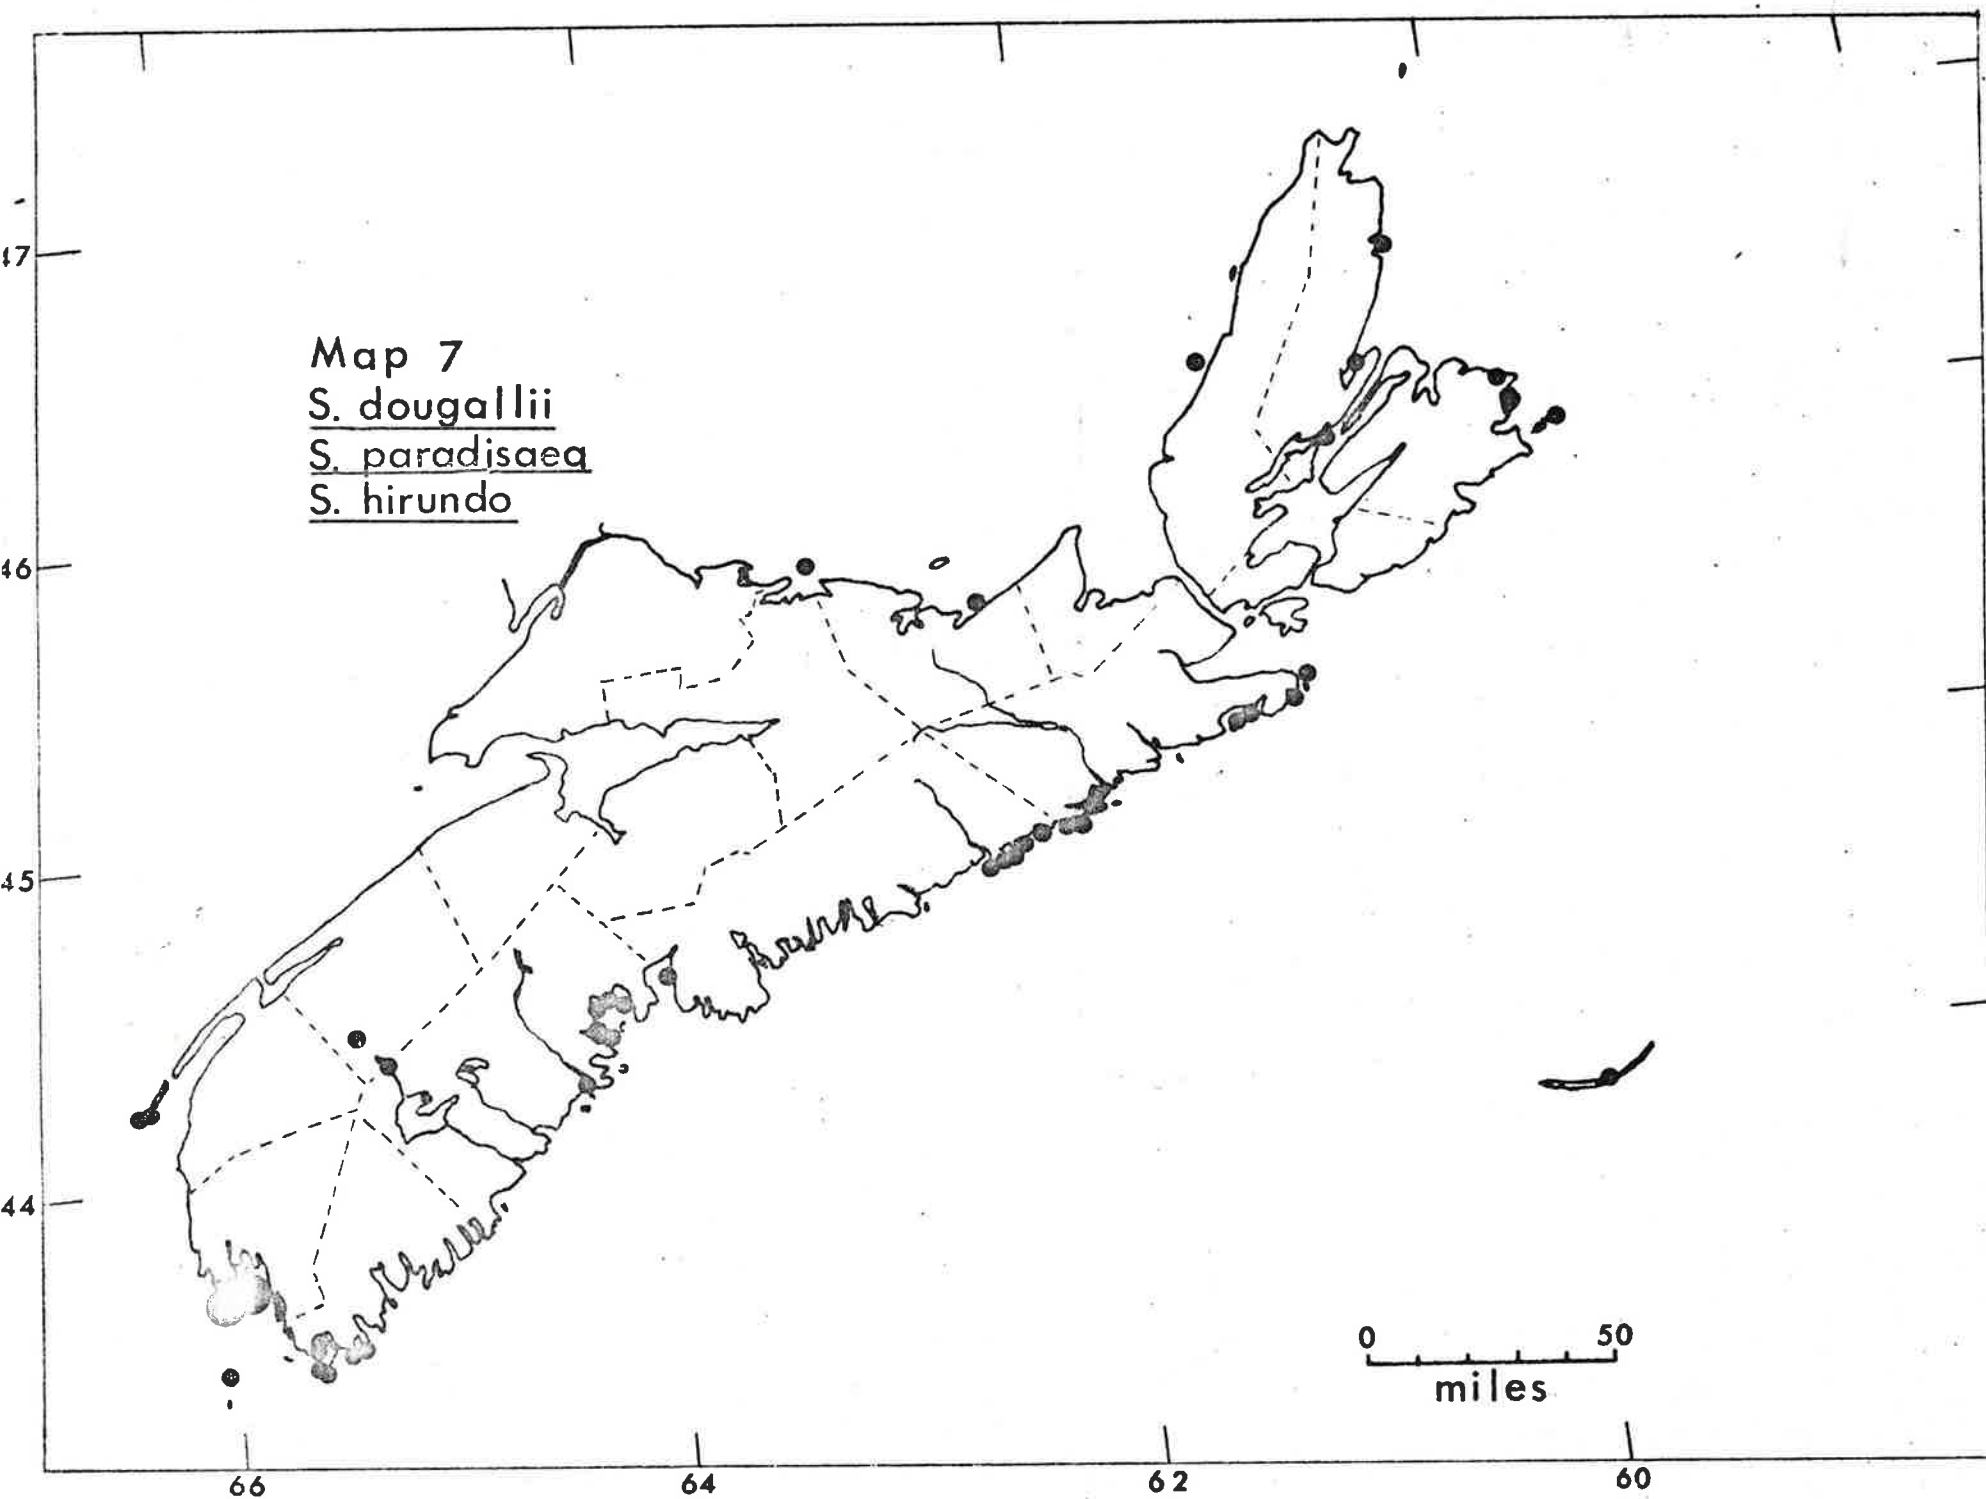 Map 7
S. dougallii
S. paradisaea
S. hirundo
47
46
45
44
0 50
miles
66 64 62 60